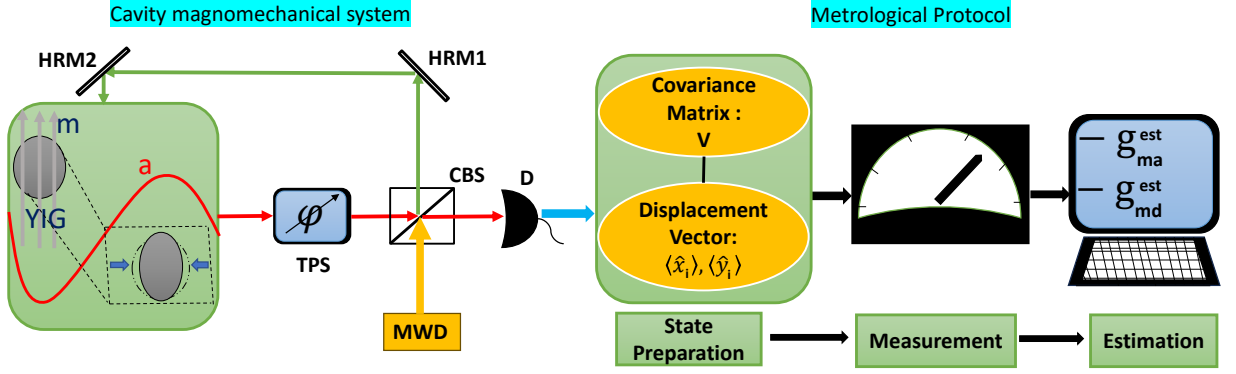 Cavity magnomechanical system
Metrological Protocol
HRM2
HRM1
m
a
YIG
φ
TPS
CBS
D
MWD
Covariance
Matrix :
V
Displacement
Vector:
⟨x̂ᵢ⟩, ⟨ŷᵢ⟩
− g_ma^est
− g_md^est
State
Preparation
Measurement
Estimation